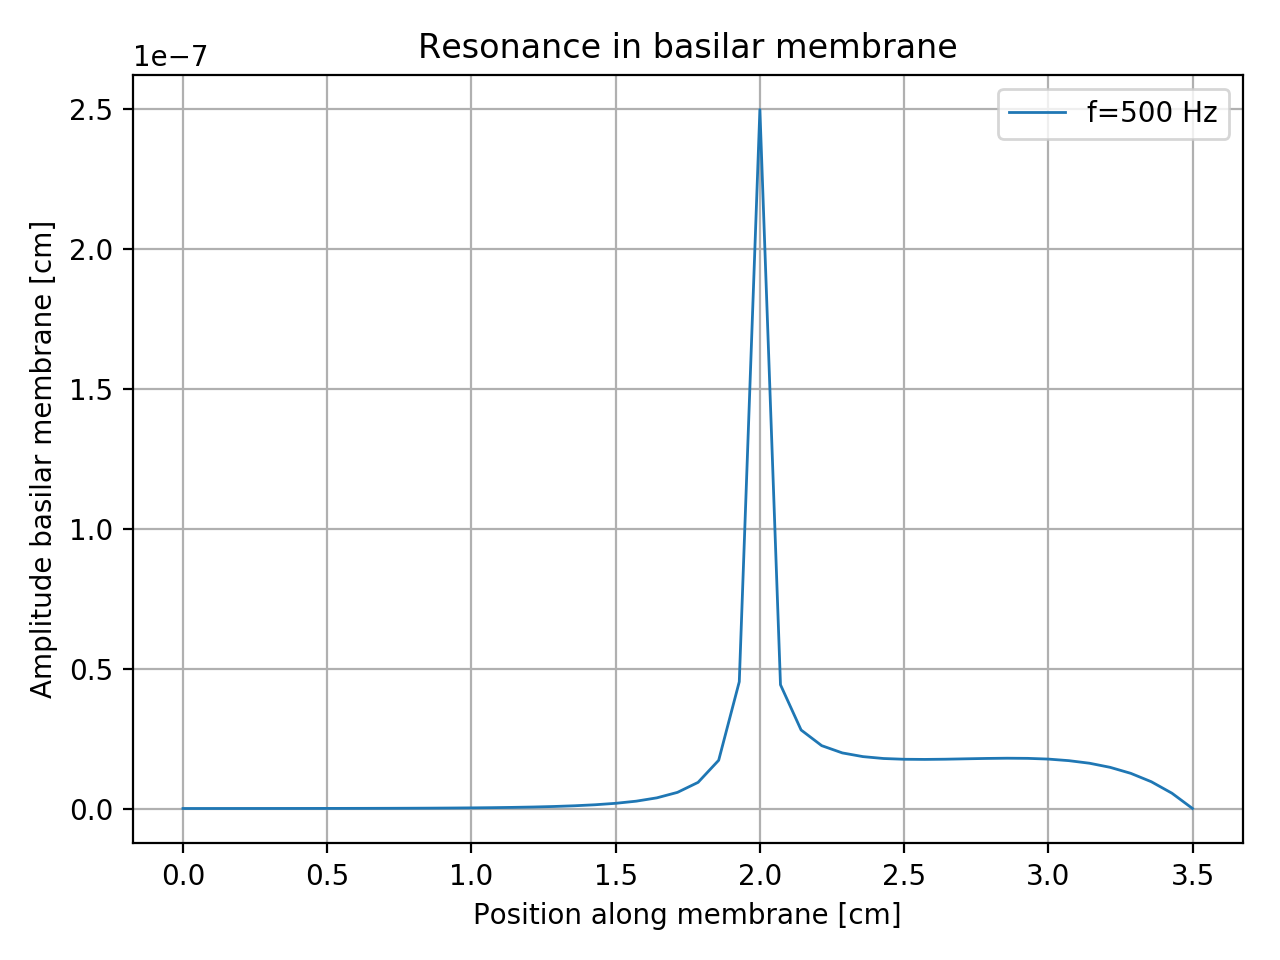 Resonance in basilar membrane
1e−7
f=500 Hz
2.5
2.0
1.5
1.0
0.5
0.0
Amplitude basilar membrane [cm]
0.0 0.5 1.0 1.5 2.0 2.5 3.0 3.5
Position along membrane [cm]